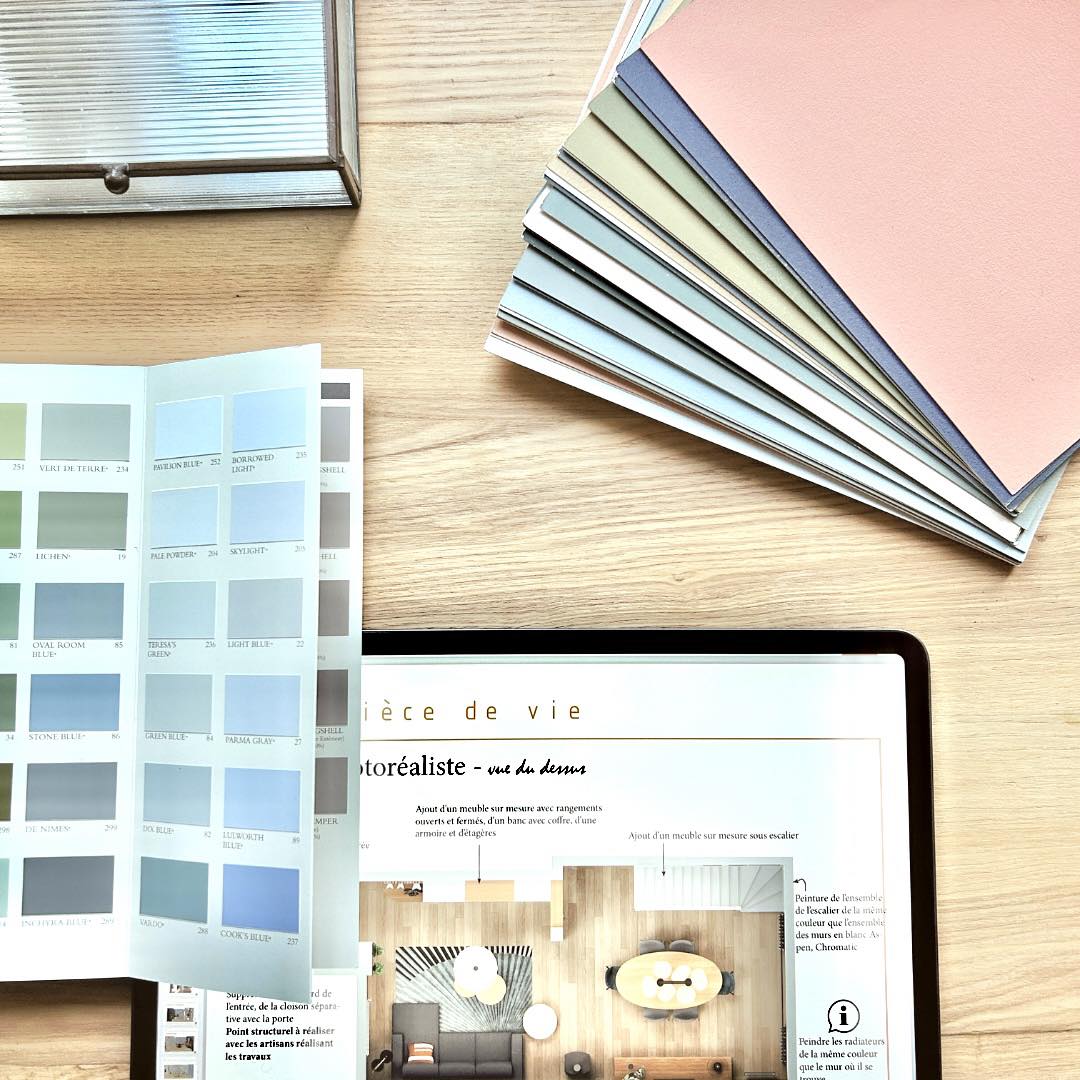 251
VERT DE TERRE 234
287
LICHEN 19
81
OVAL ROOM BLUE 85
34
STONE BLUE 86
298
DE NIMES 299
INCHYRA BLUE 289
PAVILION BLUE 252
BORROWED LIGHT 235
PALE POWDER 204
SKYLIGHT 205
TERESA'S GREEN 236
LIGHT BLUE 22
GREEN BLUE 84
PARMA GRAY 27
DIX BLUE 82
LULWORTH BLUE 89
VARDO 288
COOK'S BLUE 237
GSHELL
HELL
GSHELL
MPER
ièce de vie
otoréaliste - vue du dessus
Ajout d'un meuble sur mesure avec rangements
ouverts et fermés, d'un banc avec coffre, d'une
armoire et d'étagères
Ajout d'un meuble sur mesure sous escalier
Peinture de l'ensemble
de l'escalier de la même
couleur que l'ensemble
des murs en blanc As
pen, Chromatic
i
Peindre les radiateurs
de la même couleur
que le mur où il se
trouve
rd de
l'entrée, de la cloison sépara-
tive avec la porte
Point structurel à réaliser
avec les artisans réalisant
les travaux